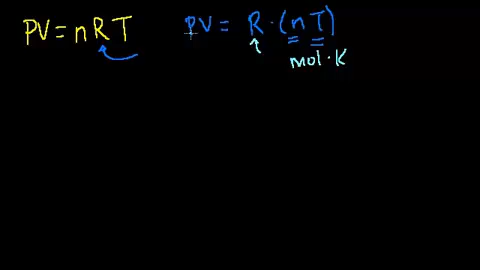 PV = nRT
PV = R · (nT)
mol · K